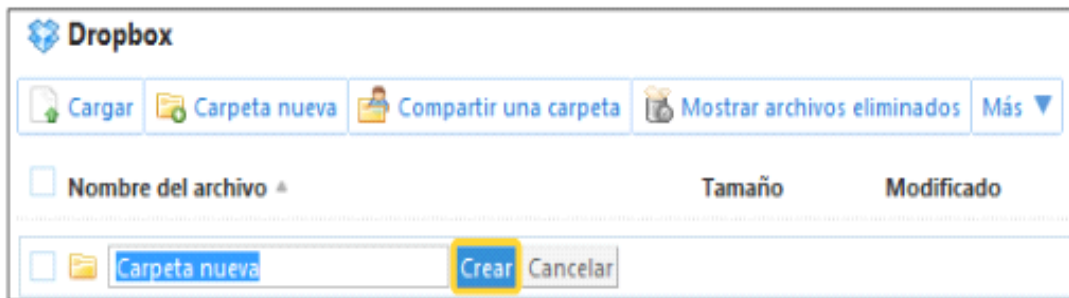 Dropbox
Cargar Carpeta nueva Compartir una carpeta Mostrar archivos eliminados Más
Nombre del archivo Tamaño Modificado
Carpeta nueva Crear Cancelar